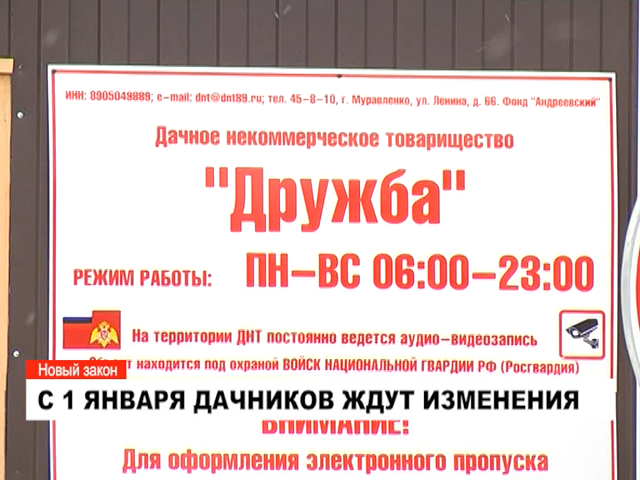 ИНН: 8905049889; e-mail: dnt@dnt89.ru; тел. 45-8-10, г. Муравленко, ул. Ленина, д. 66. Фонд "Андреевский"
Дачное некоммерческое товарищество
"Дружба"
РЕЖИМ РАБОТЫ: ПН-ВС 06:00-23:00
На территории ДНТ постоянно ведется аудио-видеозапись
находится под охраной ВОЙСК НАЦИОНАЛЬНОЙ ГВАРДИИ РФ (Росгвардия)
Новый закон
С 1 ЯНВАРЯ ДАЧНИКОВ ЖДУТ ИЗМЕНЕНИЯ
ВНИМАНИЕ!
Для оформления электронного пропуска